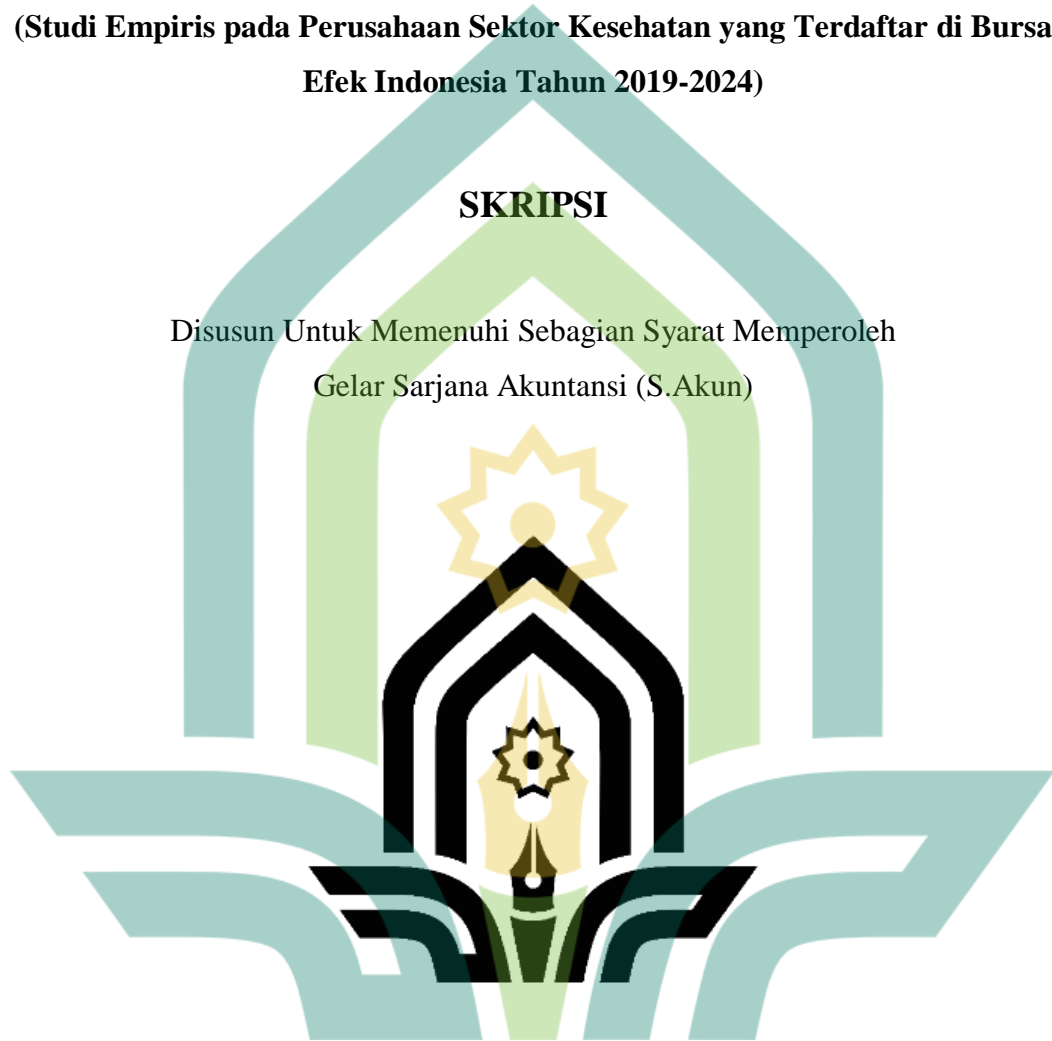 (Studi Empiris pada Perusahaan Sektor Kesehatan yang Terdaftar di Bursa
Efek Indonesia Tahun 2019-2024)
SKRIPSI
Disusun Untuk Memenuhi Sebagian Syarat Memperoleh
Gelar Sarjana Akuntansi (S.Akun)